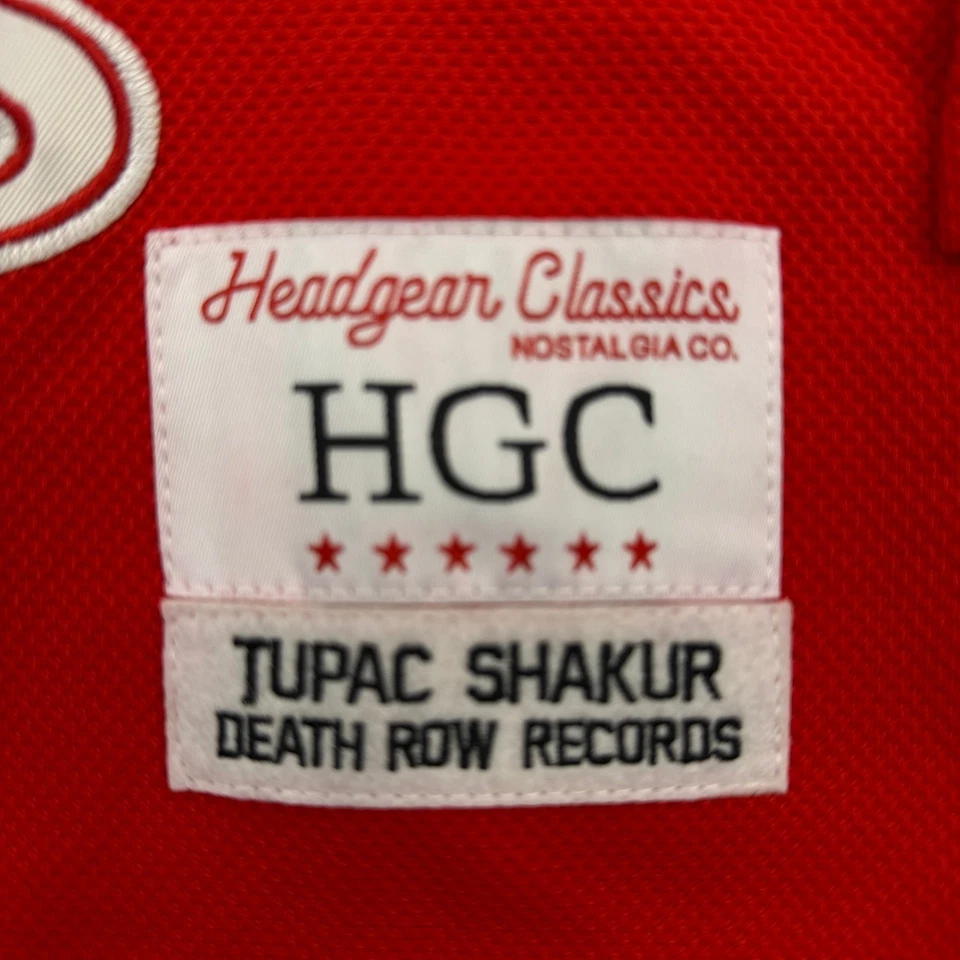 Headgear Classics
NOSTALGIA CO.
HGC
TUPAC SHAKUR
DEATH ROW RECORDS